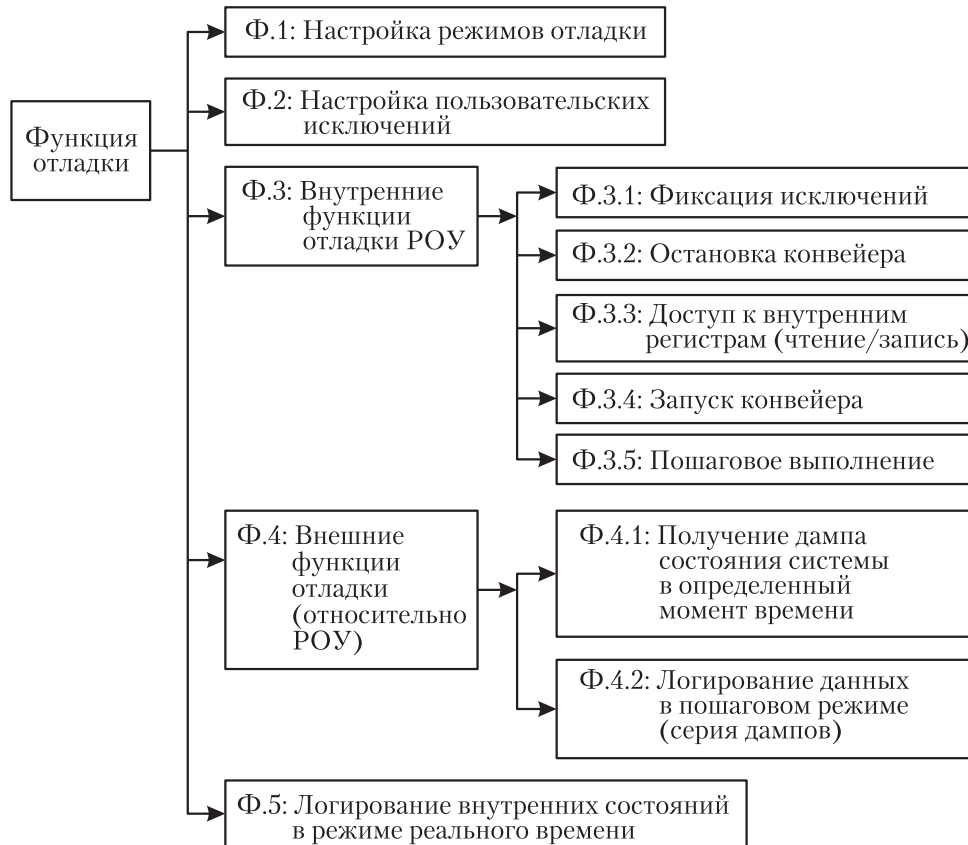 Функция
отладки
Ф.1: Настройка режимов отладки
Ф.2: Настройка пользовательских
исключений
Ф.3: Внутренние
функции
отладки РОУ
Ф.3.1: Фиксация исключений
Ф.3.2: Остановка конвейера
Ф.3.3: Доступ к внутренним
регистрам (чтение/запись)
Ф.3.4: Запуск конвейера
Ф.3.5: Пошаговое выполнение
Ф.4: Внешние
функции
отладки
(относительно
РОУ)
Ф.4.1: Получение дампа
состояния системы
в определенный
момент времени
Ф.4.2: Логирование данных
в пошаговом режиме
(серия дампов)
Ф.5: Логирование внутренних состояний
в режиме реального времени